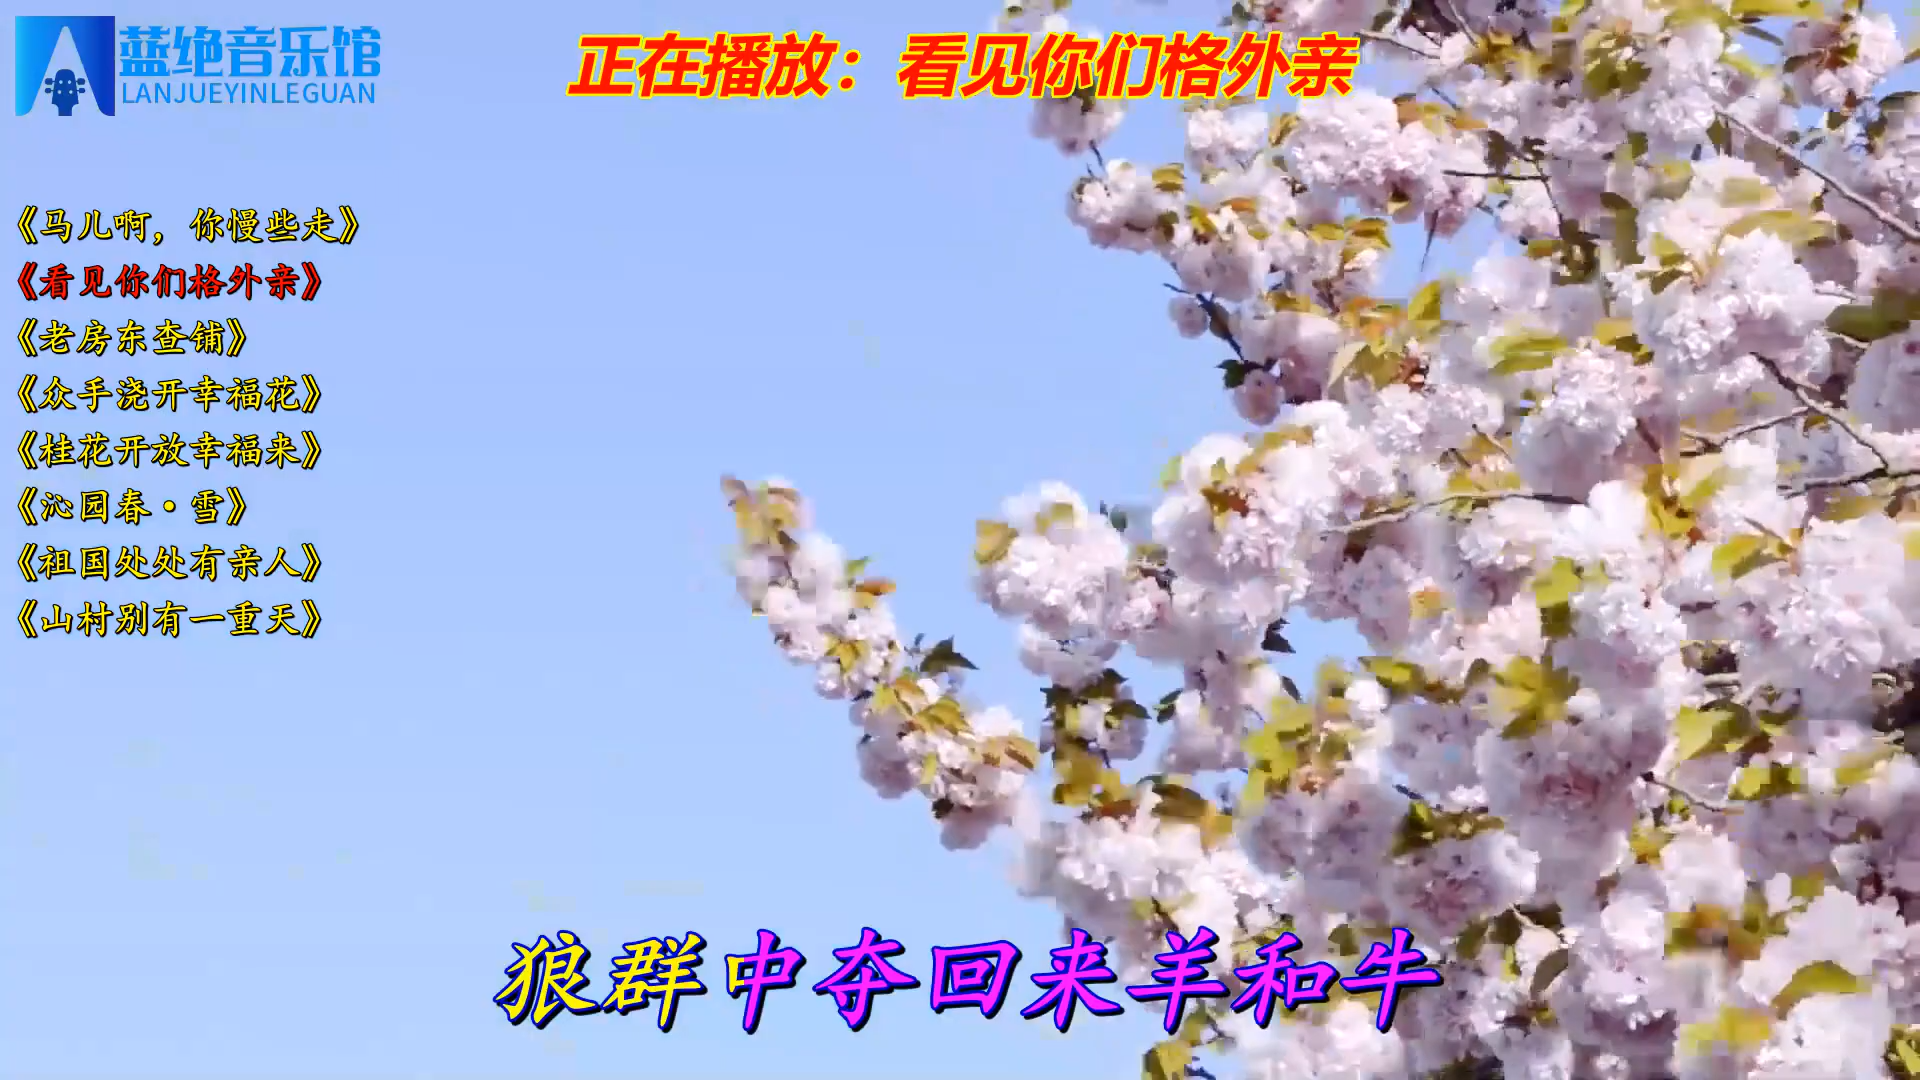 蓝绝音乐馆
LANJUEYINLEGUAN
正在播放：看见你们格外亲
《马儿啊，你慢些走》
《看见你们格外亲》
《老房东查铺》
《众手浇开幸福花》
《桂花开放幸福来》
《沁园春·雪》
《祖国处处有亲人》
《山村别有一重天》
狼群中夺回来羊和牛